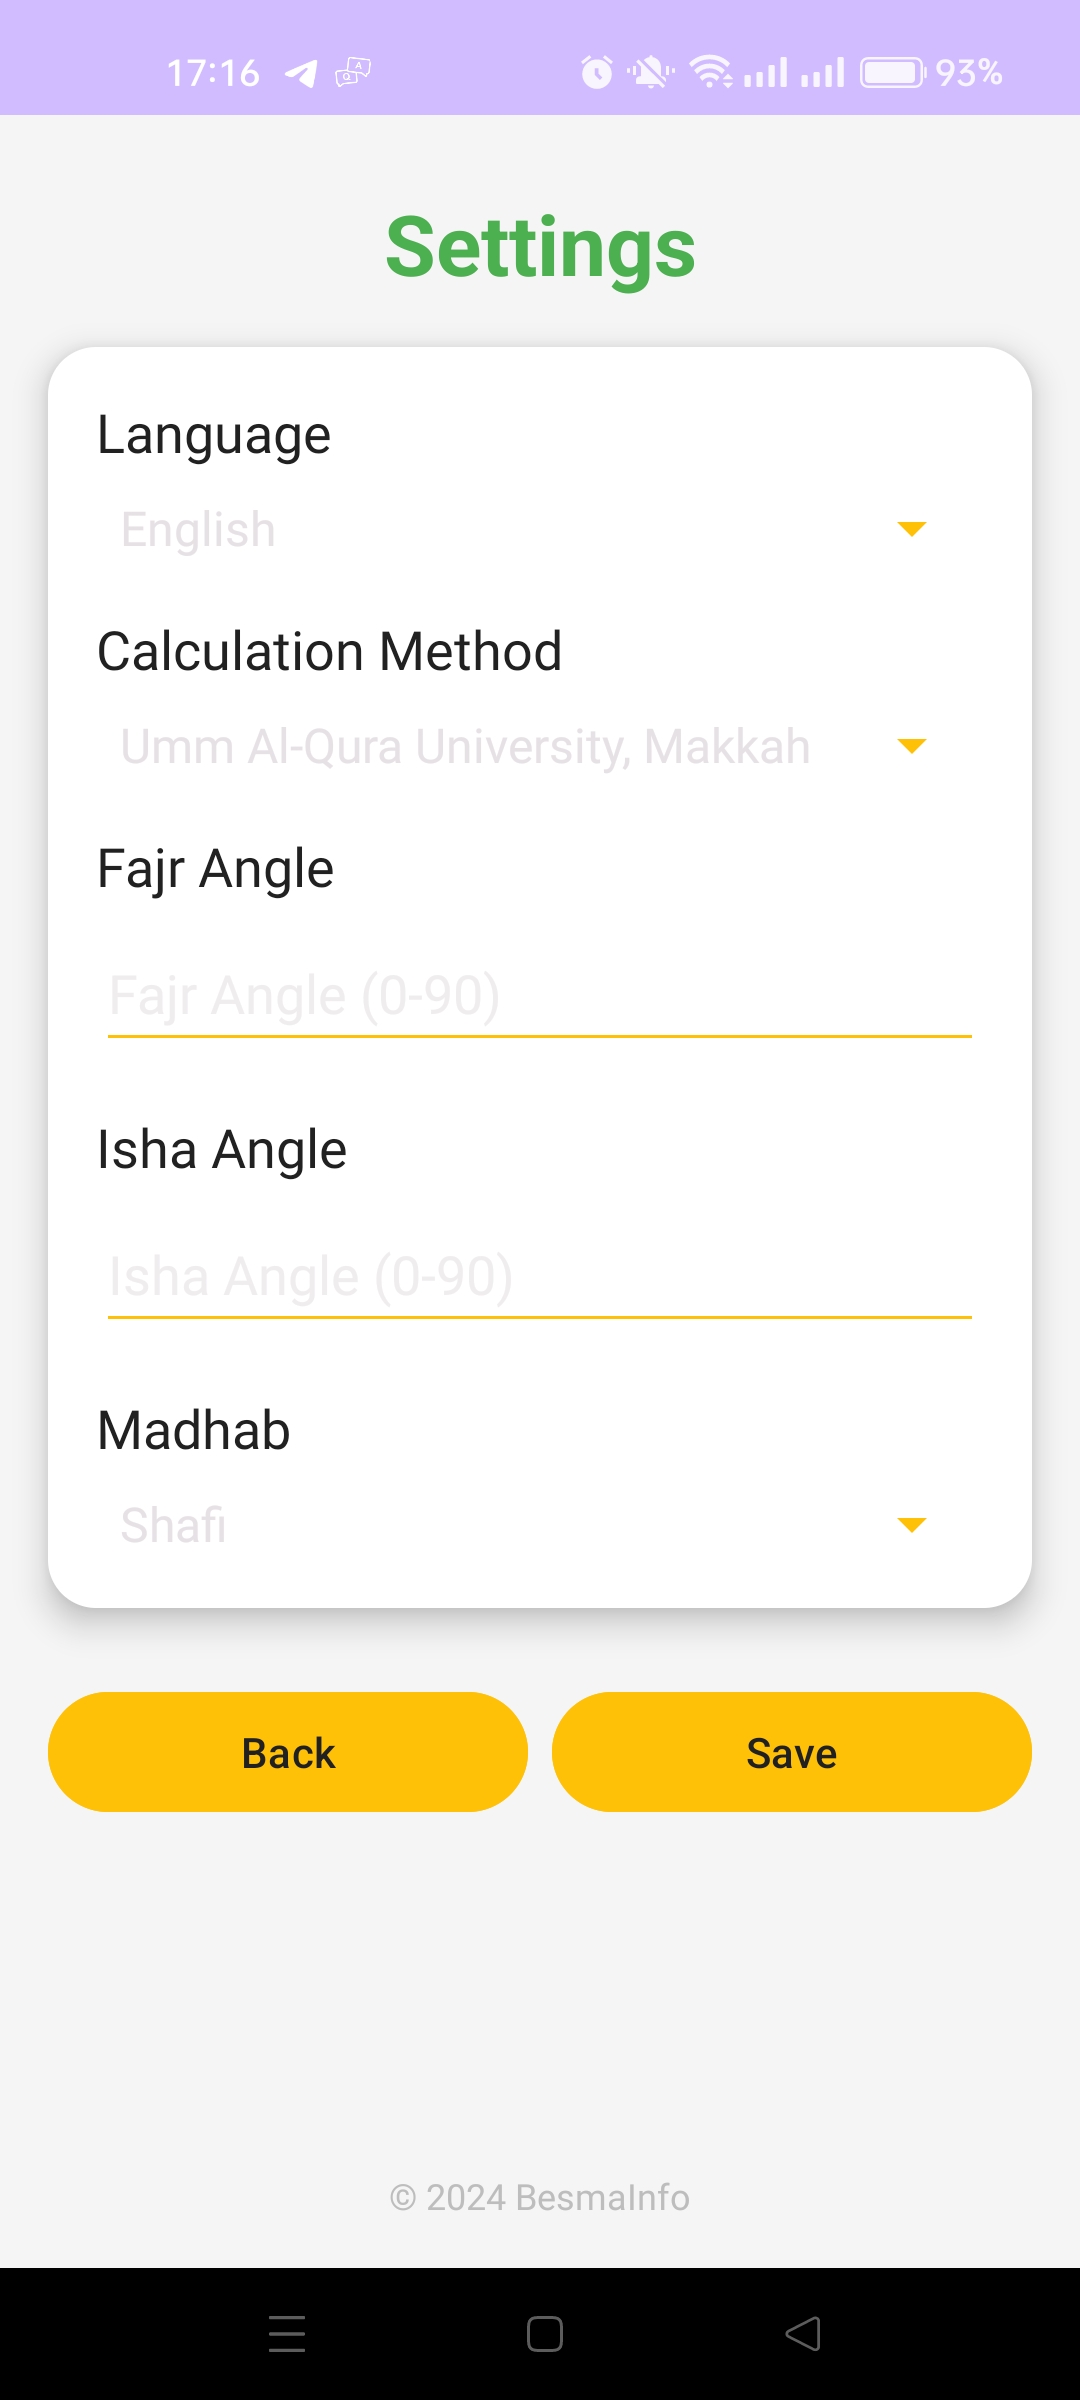 17:16 93%
Settings
Language
English
Calculation Method
Umm Al-Qura University, Makkah
Fajr Angle
Fajr Angle (0-90)
Isha Angle
Isha Angle (0-90)
Madhab
Shafi
Back Save
© 2024 BesmaInfo